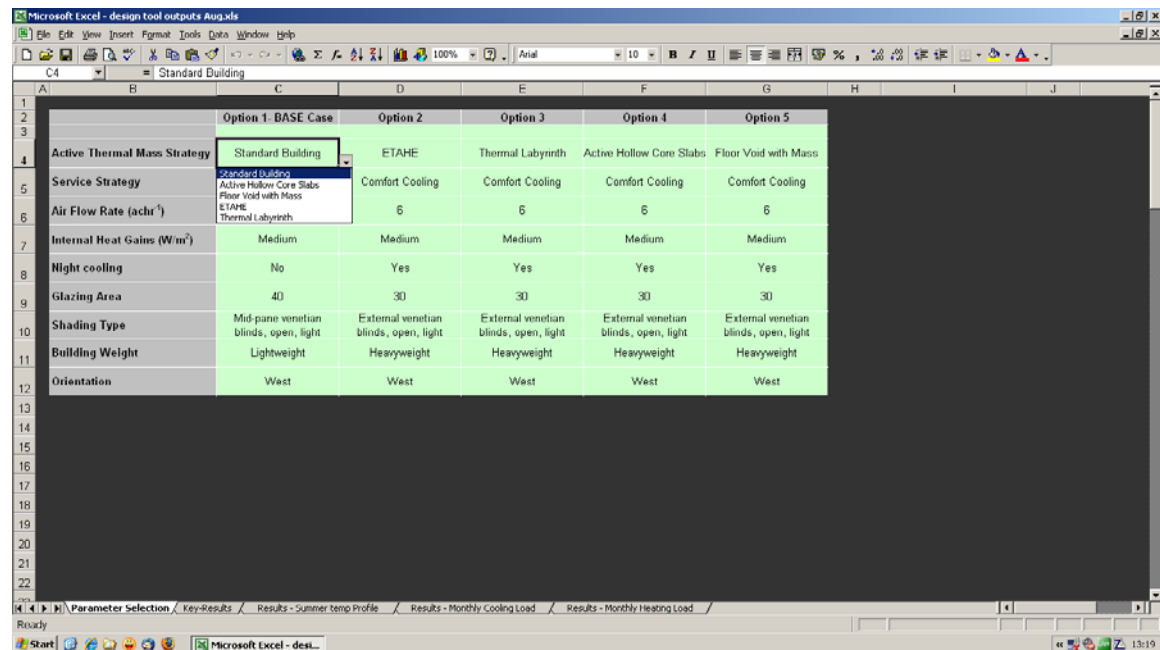 Microsoft Excel - design tool outputs Aug.xls
File Edit View Insert Format Tools Data Window Help
100% Arial 10 B I U
C4 = Standard Building
A B C D E F G H I J
1
2 Option 1- BASE Case Option 2 Option 3 Option 4 Option 5
3
4 Active Thermal Mass Strategy Standard Building ETAHE Thermal Labyrinth Active Hollow Core Slabs Floor Void with Mass
Standard Building
Active Hollow Core Slabs
Floor Void with Mass
ETAHE
Thermal Labyrinth
5 Service Strategy Comfort Cooling Comfort Cooling Comfort Cooling Comfort Cooling
6 Air Flow Rate (achr⁻¹) 6 6 6 6
7 Internal Heat Gains (W/m²) Medium Medium Medium Medium Medium
8 Night cooling No Yes Yes Yes Yes
9 Glazing Area 40 30 30 30 30
10 Shading Type Mid-pane venetian blinds, open, light External venetian blinds, open, light External venetian blinds, open, light External venetian blinds, open, light External venetian blinds, open, light
11 Building Weight Lightweight Heavyweight Heavyweight Heavyweight Heavyweight
12 Orientation West West West West West
13
14
15
16
17
18
19
20
21
22
Parameter Selection Key-Results Results - Summer temp Profile Results - Monthly Cooling Load Results - Monthly Heating Load
Ready
Start Microsoft Excel - desi... 13:19